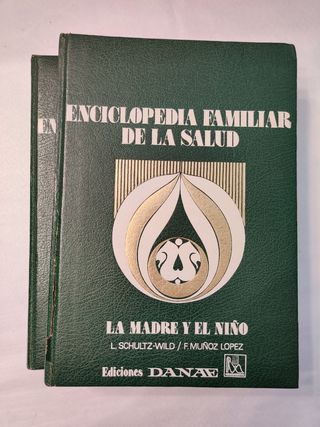 EN
ENCICLOPEDIA FAMILIAR
DE LA SALUD
LA MADRE Y EL NIÑO
L. SCHULTZ-WILD / F. MUÑOZ LOPEZ
Ediciones DANAE